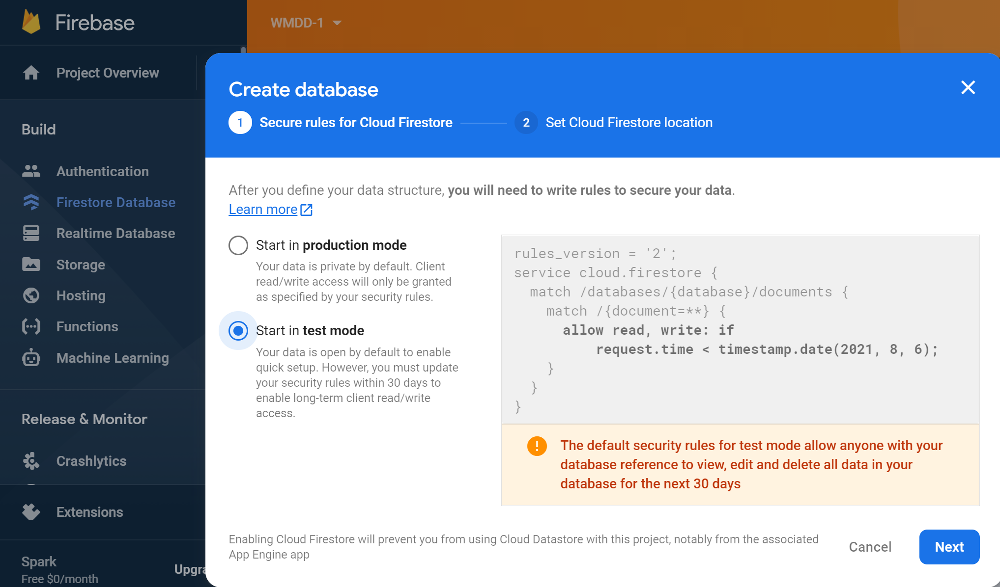 Firebase
WMDD-1
Project Overview
Build
Authentication
Firestore Database
Realtime Database
Storage
Hosting
Functions
Machine Learning
Release & Monitor
Crashlytics
Extensions
Spark
Free $0/month
Upgra
Create database
1 Secure rules for Cloud Firestore
2 Set Cloud Firestore location
After you define your data structure, you will need to write rules to secure your data.
Learn more
Start in production mode
Your data is private by default. Client
read/write access will only be granted
as specified by your security rules.
Start in test mode
Your data is open by default to enable
quick setup. However, you must update
your security rules within 30 days to
enable long-term client read/write
access.
rules_version = '2';
service cloud.firestore {
  match /databases/{database}/documents {
    match /{document=**} {
      allow read, write: if
          request.time < timestamp.date(2021, 8, 6);
    }
  }
}
The default security rules for test mode allow anyone with your
database reference to view, edit and delete all data in your
database for the next 30 days
Enabling Cloud Firestore will prevent you from using Cloud Datastore with this project, notably from the associated
App Engine app
Cancel
Next